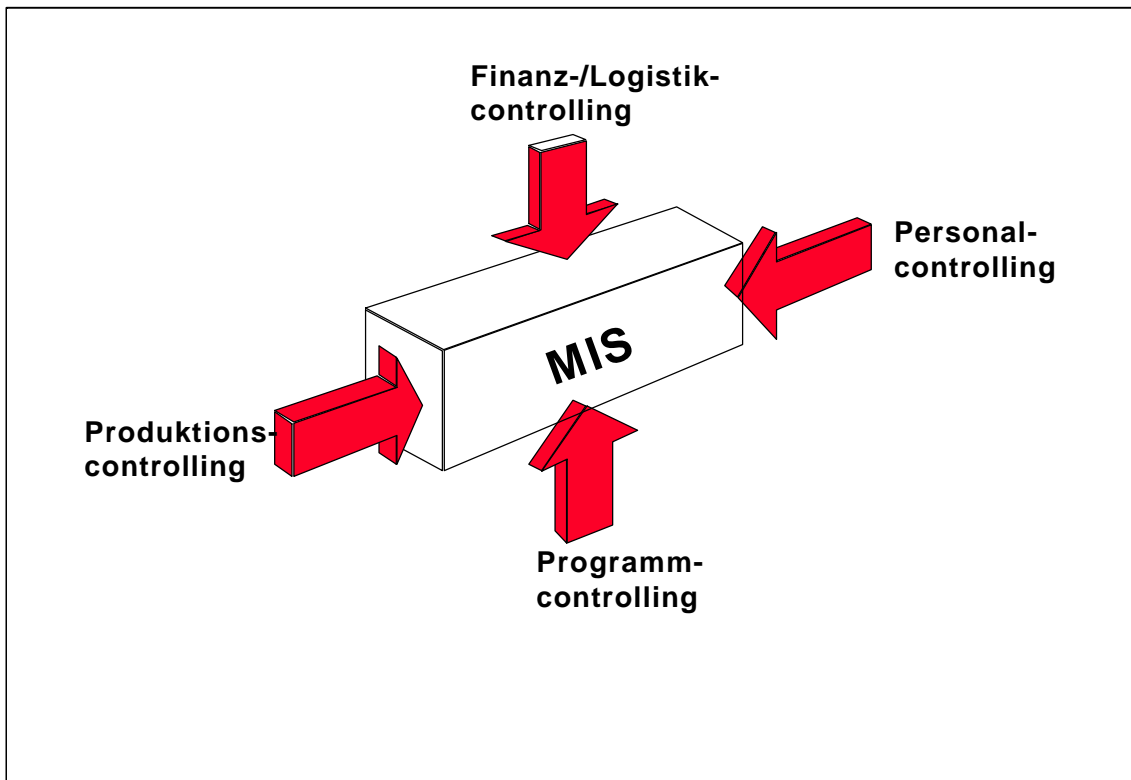 Finanz-/Logistik-
controlling
Personal-
controlling
MIS
Produktions-
controlling
Programm-
controlling